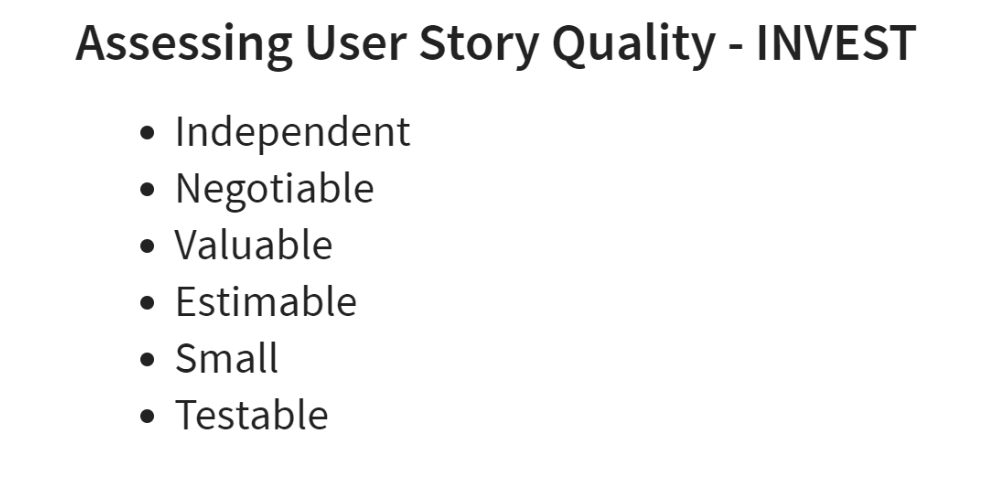 Assessing User Story Quality - INVEST
• Independent
• Negotiable
• Valuable
• Estimable
• Small
• Testable